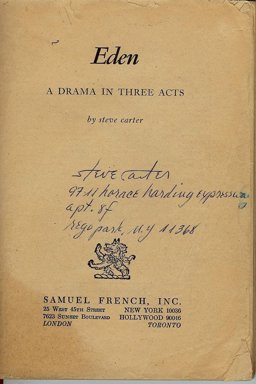 Eden
A DRAMA IN THREE ACTS
by steve carter
steve carter
97-11 horace harding expressway
apt. 8f
rego park, n.y 11368
SAMUEL FRENCH, INC.
25 WEST 45TH STREET NEW YORK 10036
7623 SUNSET BOULEVARD HOLLYWOOD 90046
LONDON TORONTO